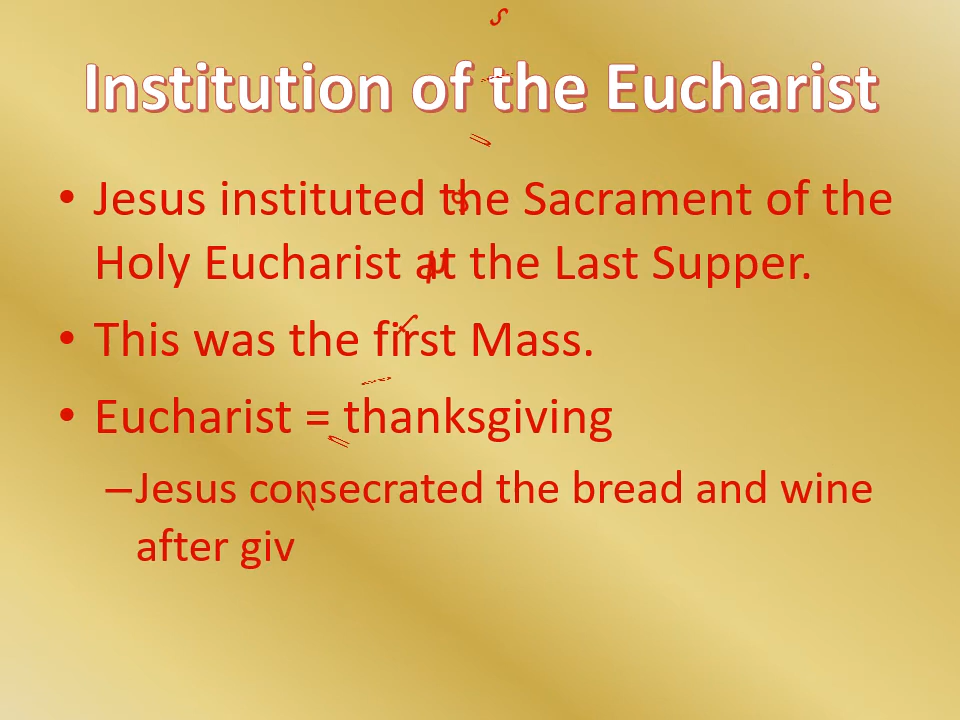 Institution of the Eucharist
• Jesus instituted the Sacrament of the
Holy Eucharist at the Last Supper.
• This was the first Mass.
• Eucharist = thanksgiving
–Jesus consecrated the bread and wine
after giv